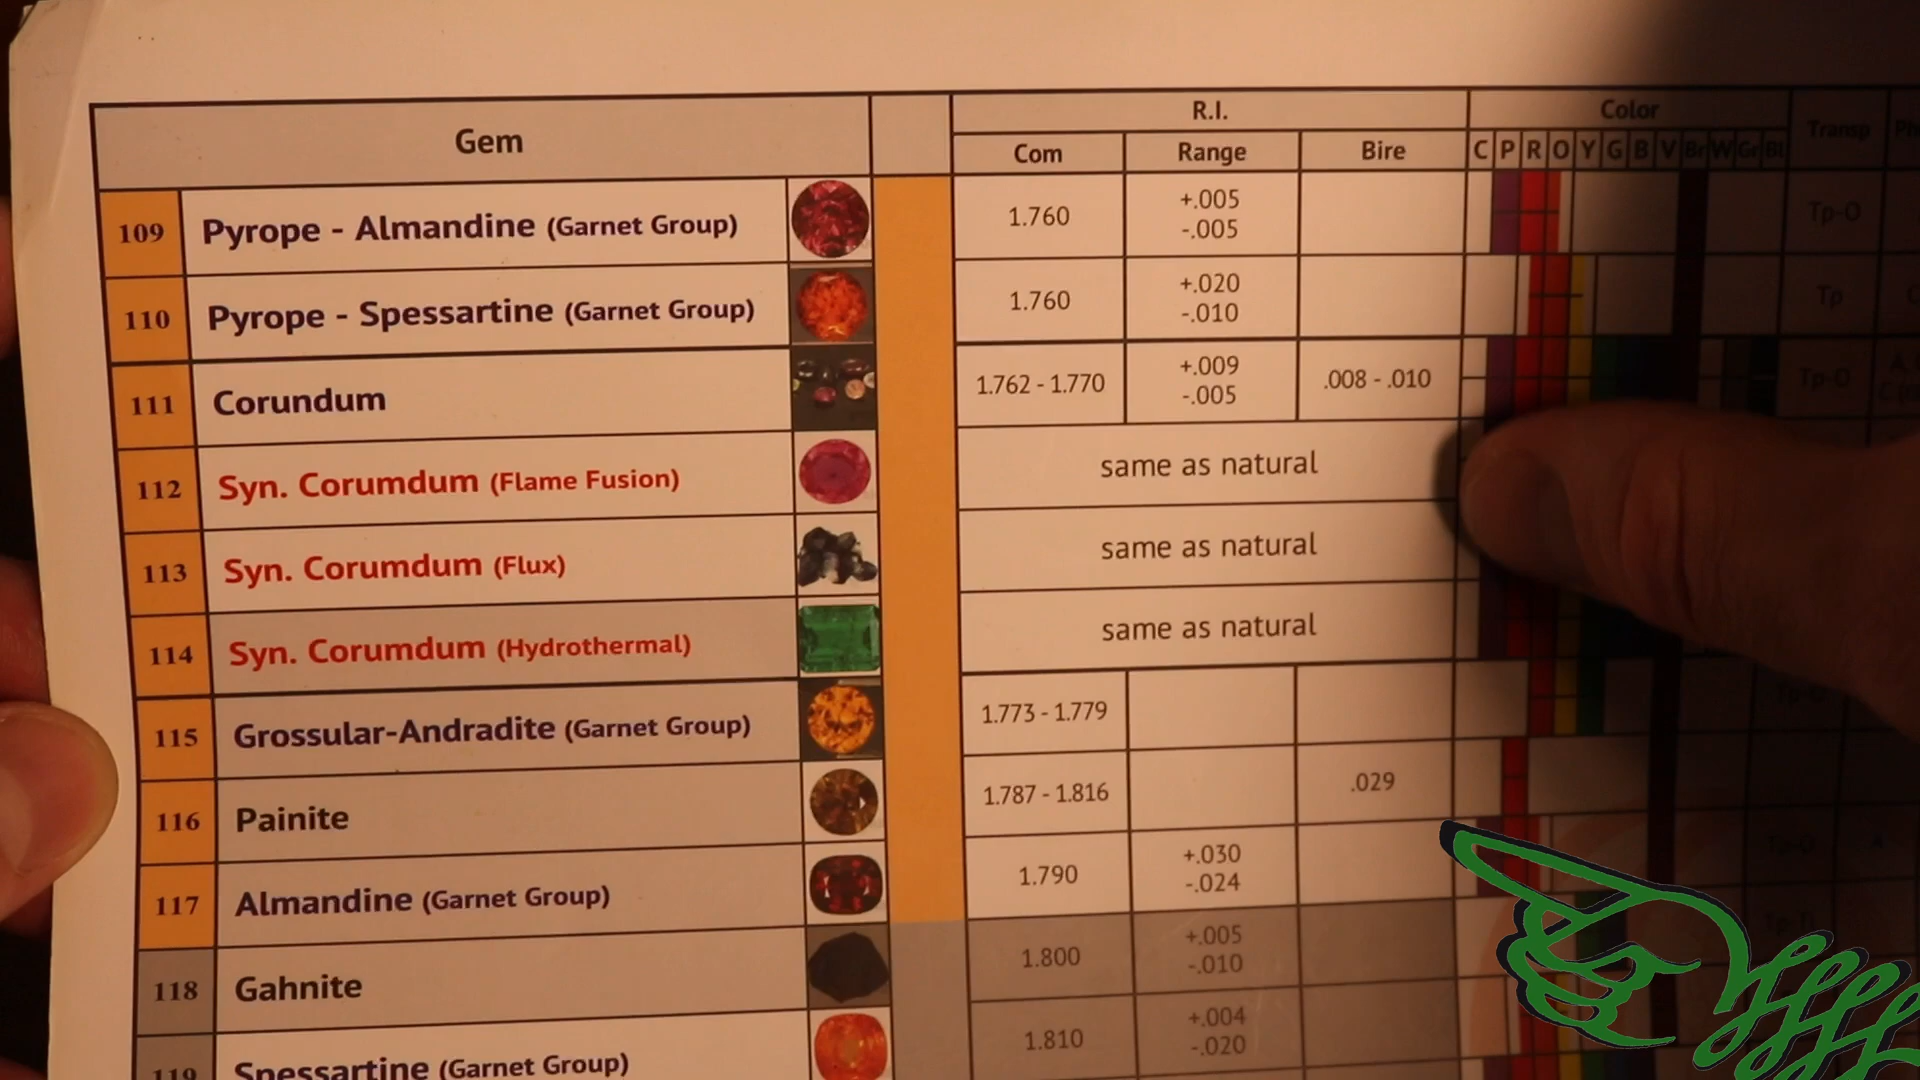 Gem R.I. Color Transp
Com Range Bire C P R O Y G B V Br W Gr Bl
109 Pyrope - Almandine (Garnet Group) 1.760 +.005 -.005 Tp-O
110 Pyrope - Spessartine (Garnet Group) 1.760 +.020 -.010 Tp
111 Corundum 1.762 - 1.770 +.009 -.005 .008 - .010 Tp-O
112 Syn. Corumdum (Flame Fusion) same as natural
113 Syn. Corumdum (Flux) same as natural
114 Syn. Corumdum (Hydrothermal) same as natural
115 Grossular-Andradite (Garnet Group) 1.773 - 1.779
116 Painite 1.787 - 1.816 .029
117 Almandine (Garnet Group) 1.790 +.030 -.024
118 Gahnite 1.800 +.005 -.010
119 Spessartine (Garnet Group) 1.810 +.004 -.020